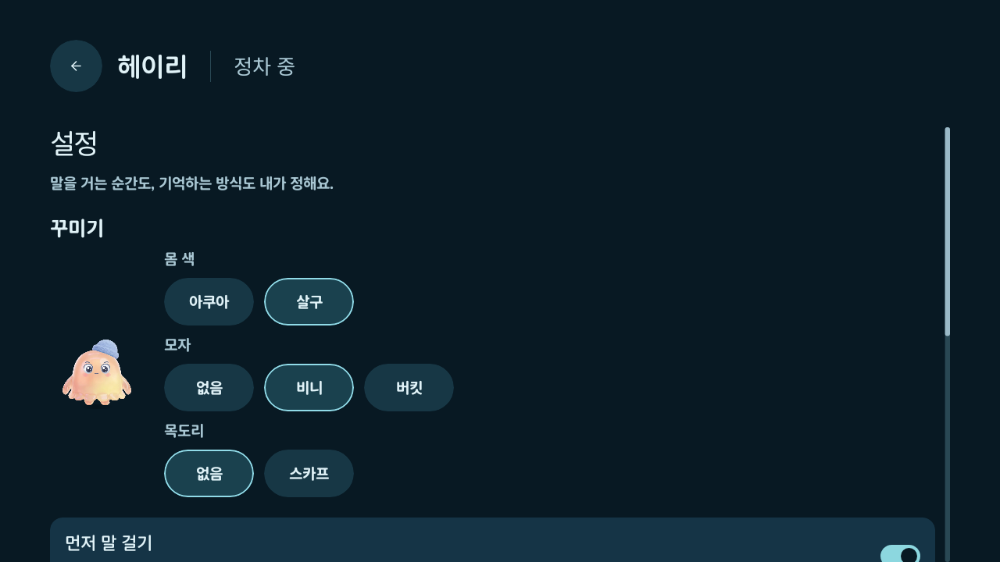 헤이리
정차 중
설정
말을 거는 순간도, 기억하는 방식도 내가 정해요.
꾸미기
몸 색
아쿠아
살구
모자
없음
비니
버킷
목도리
없음
스카프
먼저 말 걸기